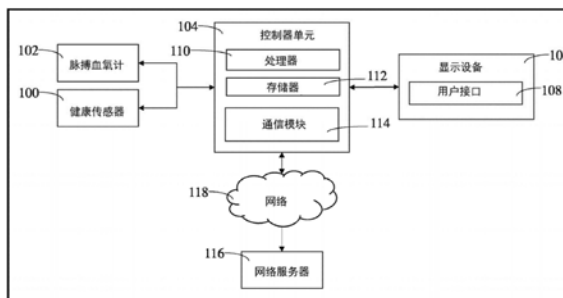 104
控制器单元
110
处理器
102
脉搏血氧计
存储器
112
100
健康传感器
通信模块
114
显示设备
10
用户接口
108
118
网络
116
网络服务器